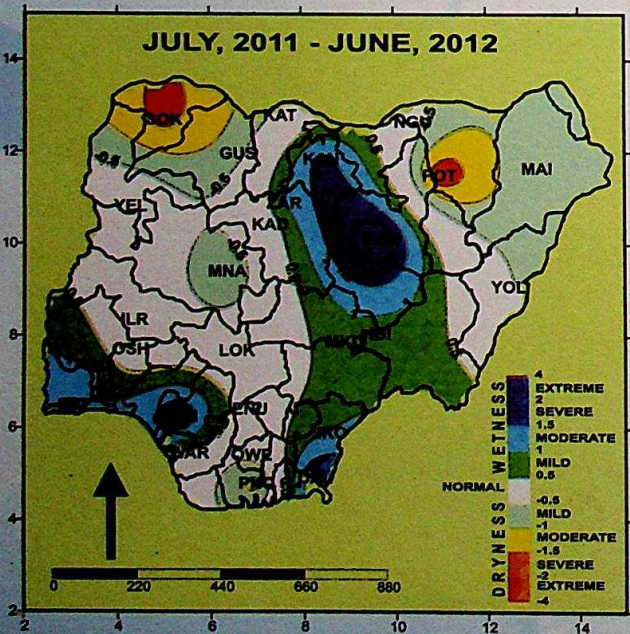 JULY, 2011 - JUNE, 2012
14
12
10
8
6
4
2
SOK
KAT
GUS
-0.5
-0.5
POT
MAI
YEL
KAD
MNA
YOL
ILR
OSH
LOK
ENU
WAR
OWE
4
EXTREME
2
SEVERE
1.5
MODERATE
1
MILD
0.5
NORMAL
-0.5
MILD
-1
MODERATE
-1.5
SEVERE
-2
EXTREME
-4
WETNESS
DRYNESS
0 220 440 660 880
2 4 6 8 10 12 14